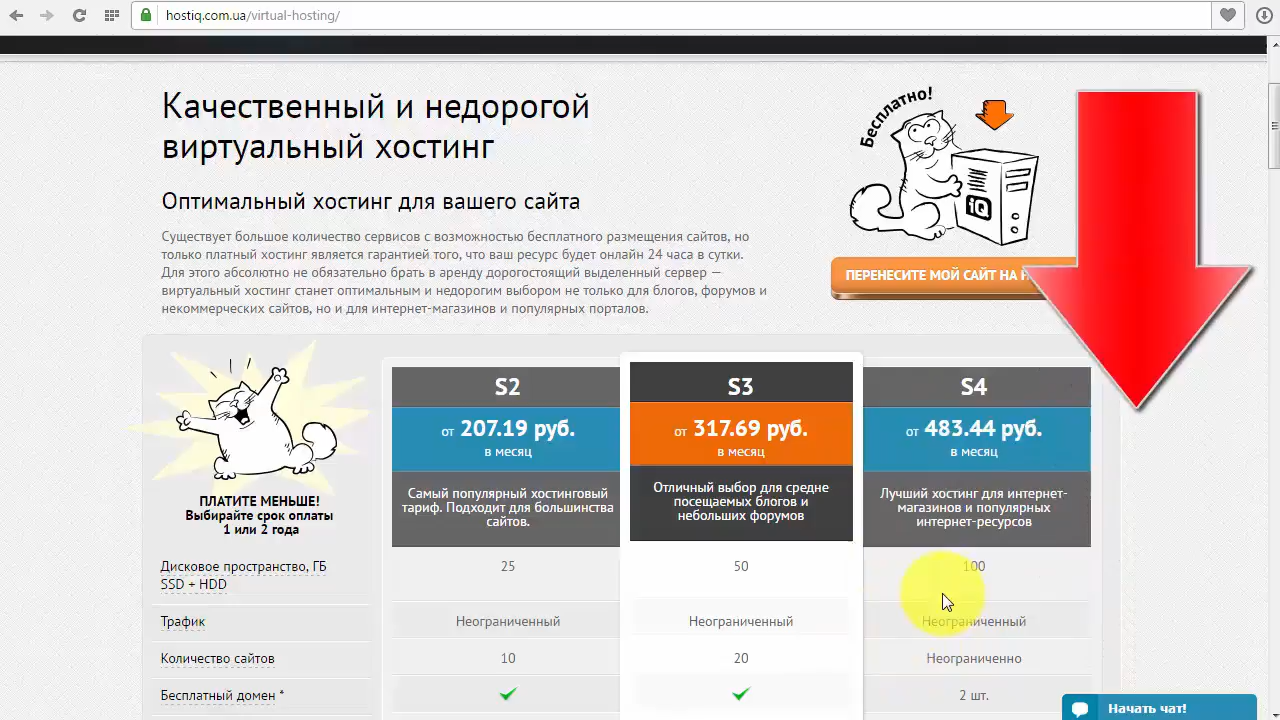 hostiq.com.ua/virtual-hosting/
Качественный и недорогой
виртуальный хостинг
Бесплатно!
iQ
Оптимальный хостинг для вашего сайта
Существует большое количество сервисов с возможностью бесплатного размещения сайтов, но
только платный хостинг является гарантией того, что ваш ресурс будет онлайн 24 часа в сутки.
Для этого абсолютно не обязательно брать в аренду дорогостоящий выделенный сервер —
виртуальный хостинг станет оптимальным и недорогим выбором не только для блогов, форумов и
некоммерческих сайтов, но и для интернет-магазинов и популярных порталов.
ПЕРЕНЕСИТЕ МОЙ САЙТ НА
ПЛАТИТЕ МЕНЬШЕ!
Выбирайте срок оплаты
1 или 2 года
S2
от 207.19 руб.
в месяц
Самый популярный хостинговый
тариф. Подходит для большинства
сайтов.
S3
от 317.69 руб.
в месяц
Отличный выбор для средне
посещаемых блогов и
небольших форумов
S4
от 483.44 руб.
в месяц
Лучший хостинг для интернет-
магазинов и популярных
интернет-ресурсов
Дисковое пространство, ГБ
SSD + HDD
25
50
100
Трафик
Неограниченный
Неограниченный
Неограниченный
Количество сайтов
10
20
Неограниченно
Бесплатный домен *
2 шт.
Начать чат!